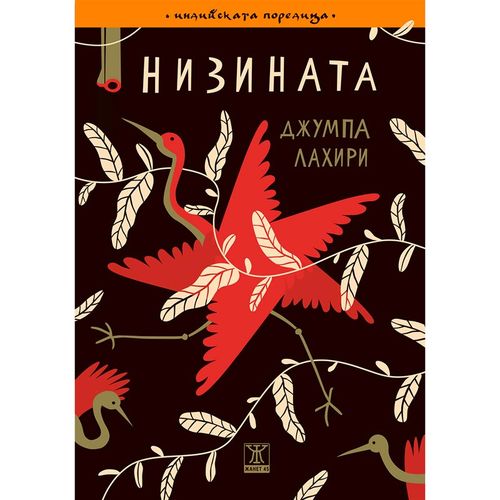 • индийската поредица •
НИЗИНАТА
ДЖУМПА
ЛАХИРИ
Ж
ЖАНЕТ 45